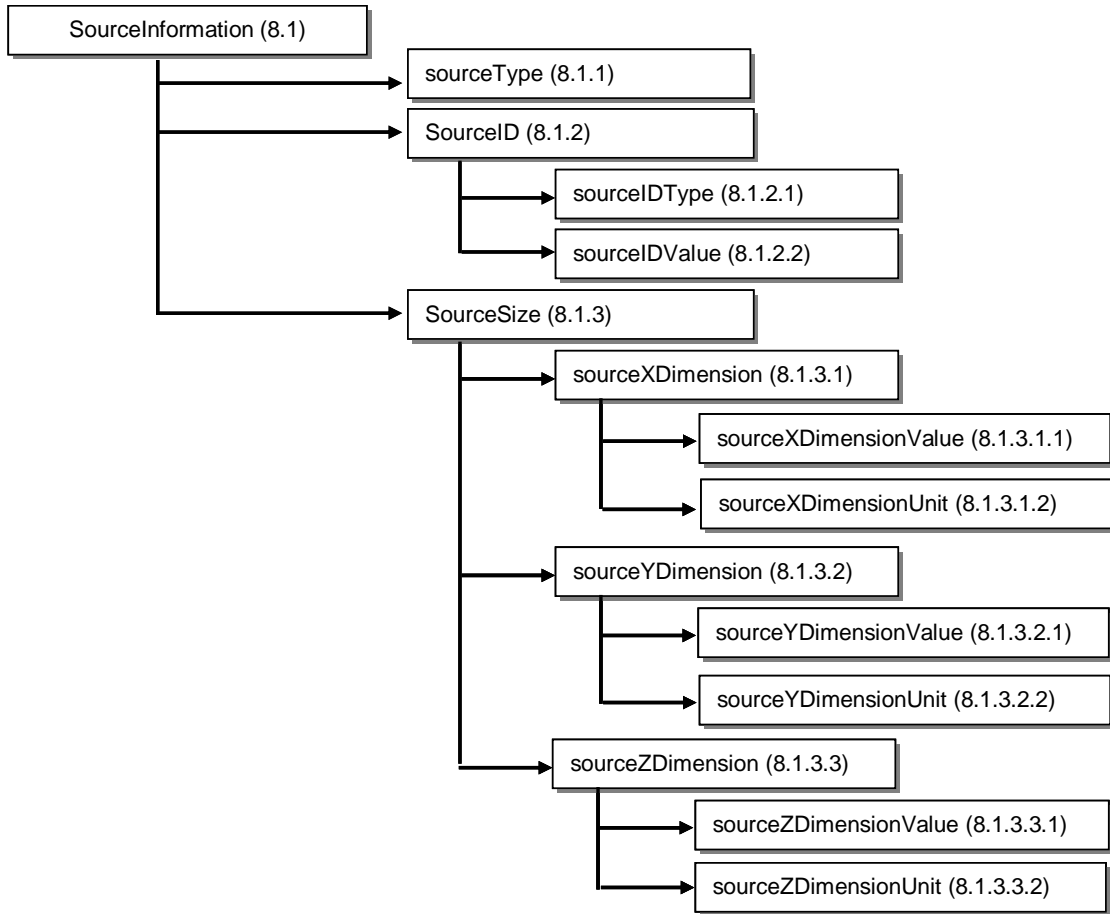 SourceInformation (8.1)
sourceType (8.1.1)
SourceID (8.1.2)
sourceIDType (8.1.2.1)
sourceIDValue (8.1.2.2)
SourceSize (8.1.3)
sourceXDimension (8.1.3.1)
sourceXDimensionValue (8.1.3.1.1)
sourceXDimensionUnit (8.1.3.1.2)
sourceYDimension (8.1.3.2)
sourceYDimensionValue (8.1.3.2.1)
sourceYDimensionUnit (8.1.3.2.2)
sourceZDimension (8.1.3.3)
sourceZDimensionValue (8.1.3.3.1)
sourceZDimensionUnit (8.1.3.3.2)